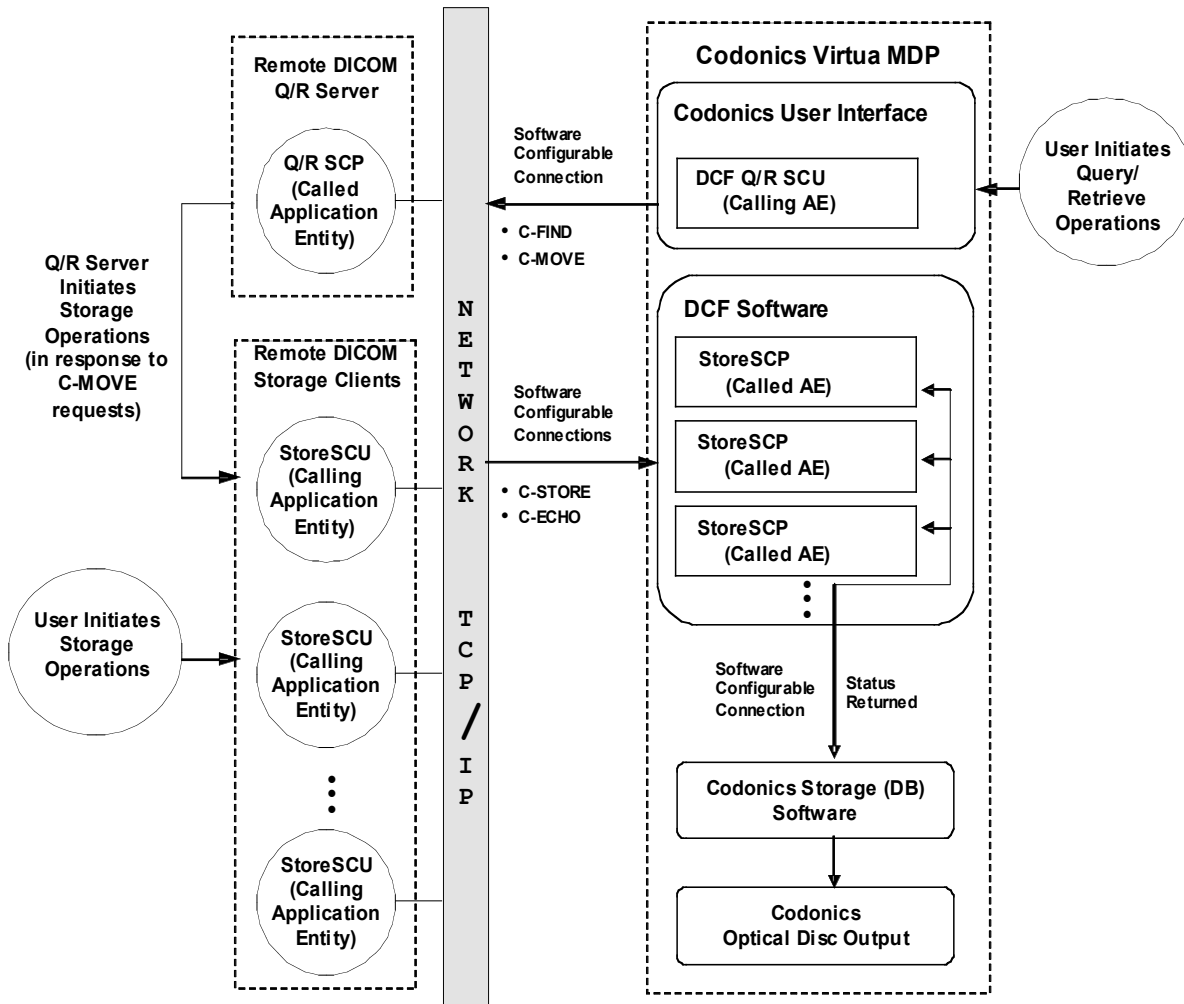 Remote DICOM
Q/R Server
Q/R SCP
(Called
Application
Entity)
Q/R Server
Initiates
Storage
Operations
(in response to
C-MOVE
requests)
Remote DICOM
Storage Clients
StoreSCU
(Calling
Application
Entity)
User Initiates
Storage
Operations
StoreSCU
(Calling
Application
Entity)
StoreSCU
(Calling
Application
Entity)
NETWORK
TCP/IP
Software
Configurable
Connection
• C-FIND
• C-MOVE
Software
Configurable
Connections
• C-STORE
• C-ECHO
Codonics Virtua MDP
Codonics User Interface
DCF Q/R SCU
(Calling AE)
User Initiates
Query/
Retrieve
Operations
DCF Software
StoreSCP
(Called AE)
StoreSCP
(Called AE)
StoreSCP
(Called AE)
Software
Configurable
Connection
Status
Returned
Codonics Storage (DB)
Software
Codonics
Optical Disc Output